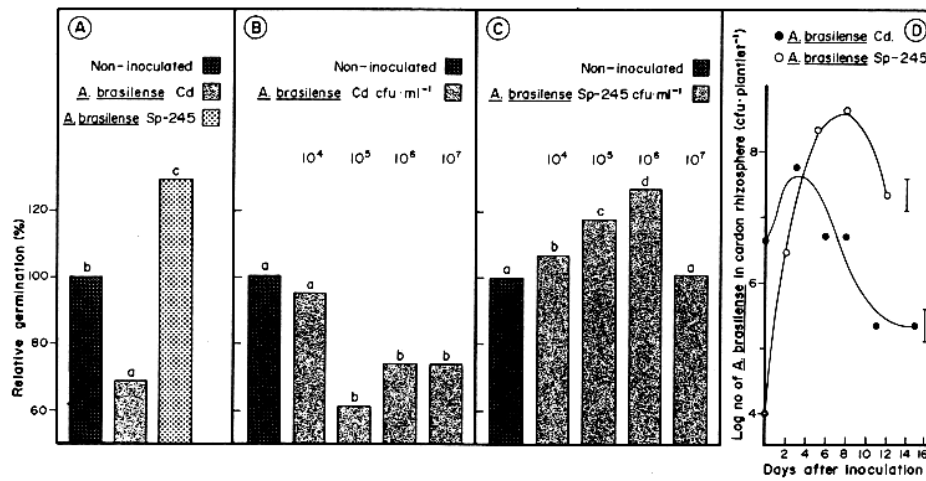 A
Non-inoculated
A. brasilense Cd
A. brasilense Sp-245
Relative germination (%)
120
100
80
60
b
a
c
B
Non-inoculated
A. brasilense Cd cfu·ml⁻¹
10⁴ 10⁵ 10⁶ 10⁷
a
a
b
b
b
C
Non-inoculated
A. brasilense Sp-245 cfu·ml⁻¹
10⁴ 10⁵ 10⁶ 10⁷
a
b
c
d
a
D
A. brasilense Cd.
A. brasilense Sp-245
Log no of A. brasilense in cardon rhizosphere (cfu·plantlet⁻¹)
8
6
4
2 4 6 8 10 12 14 16
Days after inoculation